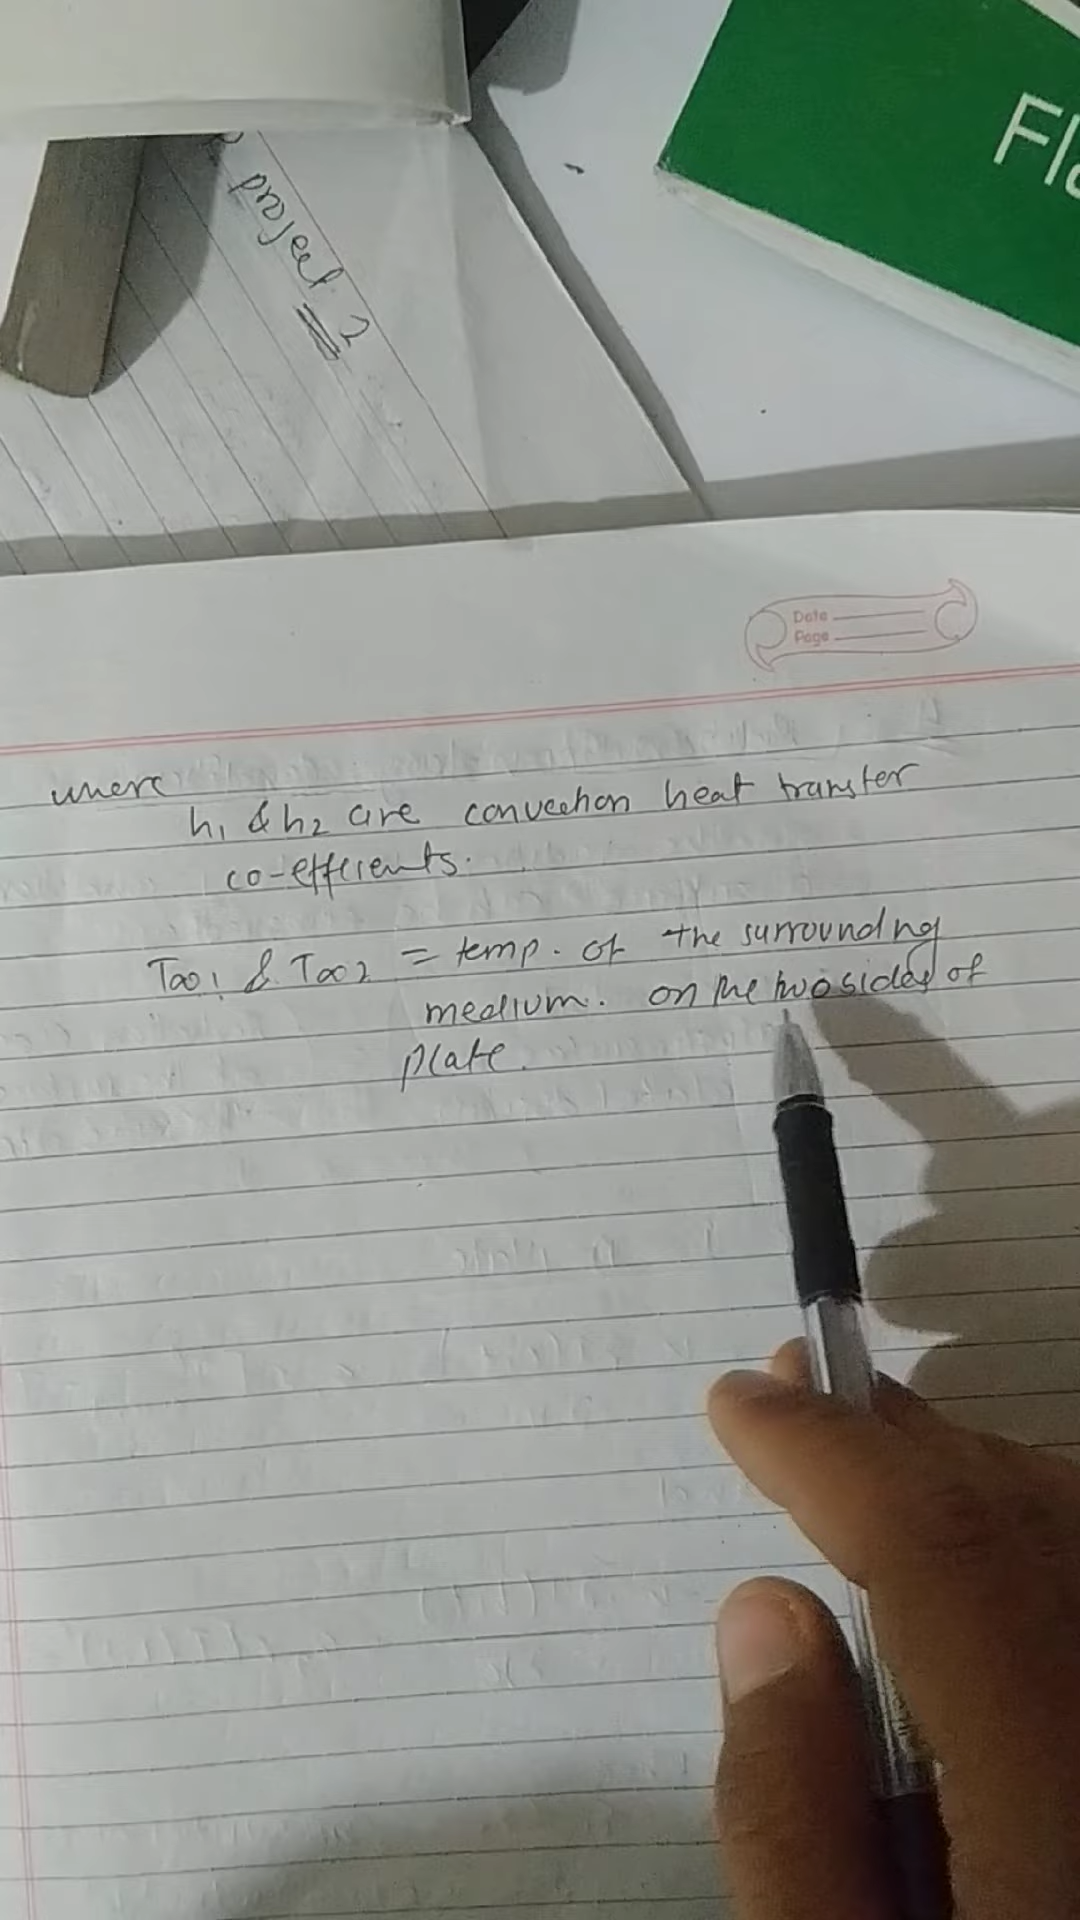 Fl
project 2
Date
Page
where
h₁ & h₂ are convection heat transfer
co-efficients.
T∞₁ & T∞₂ = temp. of the surrounding
medium. on the two sides of
plate.